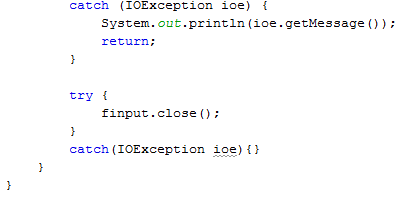 catch (IOException ioe) {
System.out.println(ioe.getMessage());
return;
}
try {
finput.close();
}
catch(IOException ioe){}
}
}